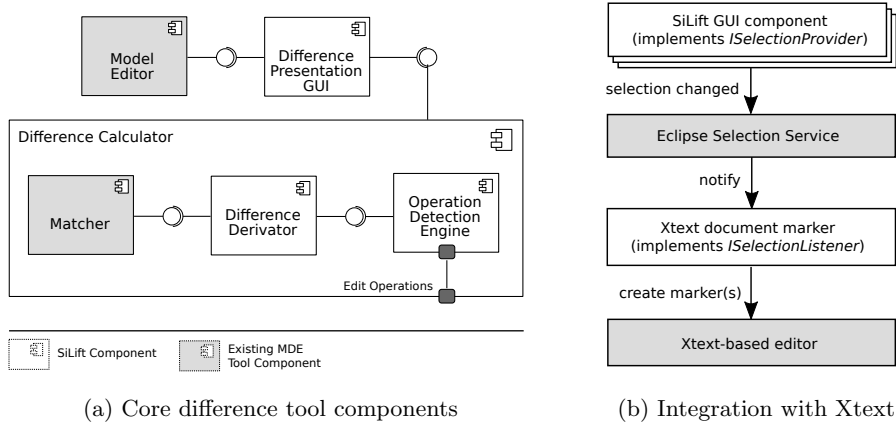 Model
Editor
Difference
Presentation
GUI
Difference Calculator
Matcher
Difference
Derivator
Operation
Detection
Engine
Edit Operations
SiLift Component
Existing MDE
Tool Component
(a) Core difference tool components
SiLift GUI component
(implements ISelectionProvider)
selection changed
Eclipse Selection Service
notify
Xtext document marker
(implements ISelectionListener)
create marker(s)
Xtext-based editor
(b) Integration with Xtext